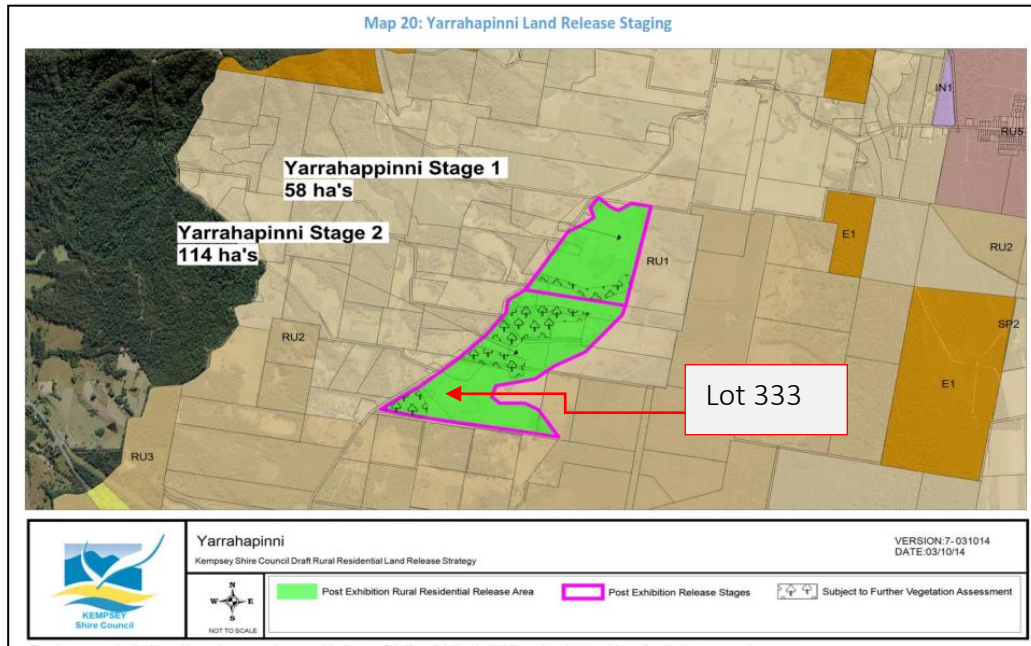 Map 20: Yarrahapinni Land Release Staging
IN1
RU5
Yarrahappinni Stage 1
58 ha's
Yarrahapinni Stage 2
114 ha's
E1
RU2
RU1
SP2
RU2
Lot 333
E1
RU3
KEMPSEY
Shire Council
Yarrahapinni
Kempsey Shire Council Draft Rural Residential Land Release Strategy
VERSION:7-031014
DATE:03/10/14
N
W E
S
NOT TO SCALE
Post Exhibition Rural Residential Release Area
Post Exhibition Release Stages
Subject to Further Vegetation Assessment